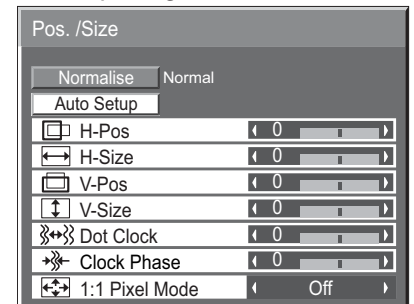 Pos. /Size
Normalise Normal
Auto Setup
H-Pos 0
H-Size 0
V-Pos 0
V-Size 0
Dot Clock 0
Clock Phase 0
1:1 Pixel Mode Off